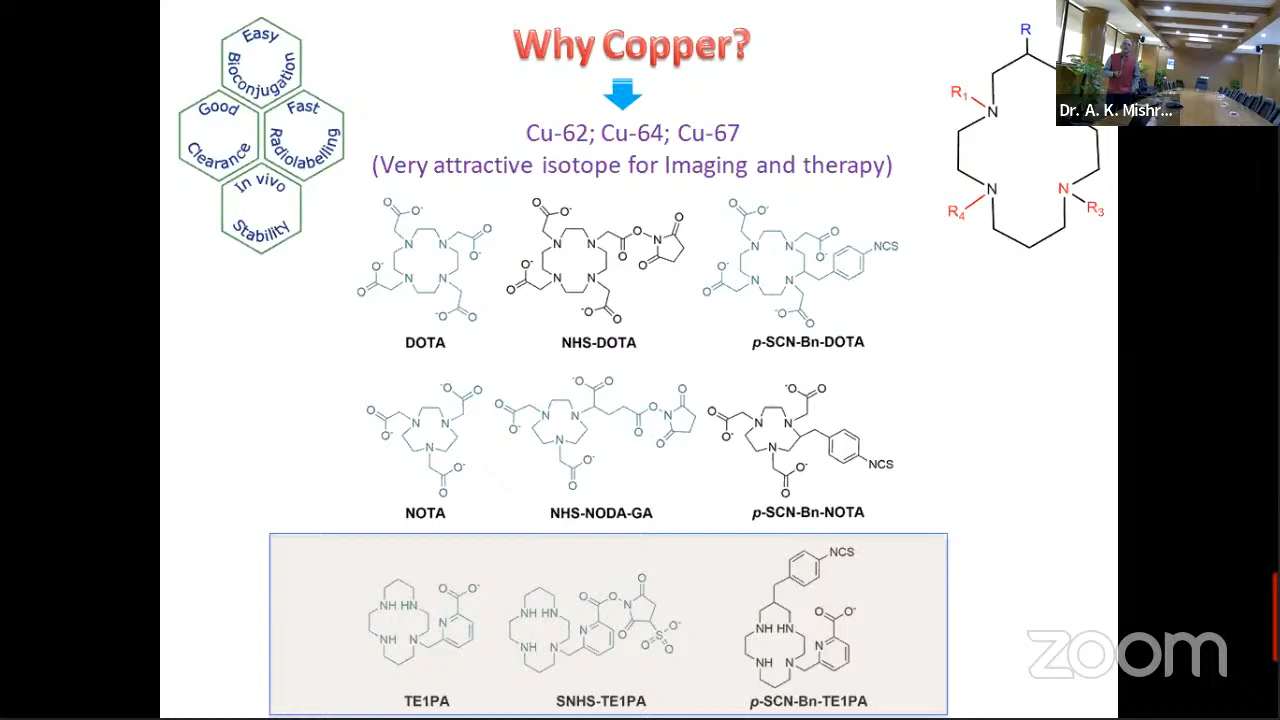 Why Copper?
Cu-62; Cu-64; Cu-67
(Very attractive isotope for Imaging and therapy)
Easy
Bioconjugation
Good
Clearance
Fast
Radiolabelling
In vivo
Stability
R
R1
N
N
R4
N
R3
Dr. A. K. Mishr...
DOTA
NHS-DOTA
p-SCN-Bn-DOTA
NCS
NOTA
NHS-NODA-GA
p-SCN-Bn-NOTA
NCS
TE1PA
SNHS-TE1PA
p-SCN-Bn-TE1PA
NCS
zoom